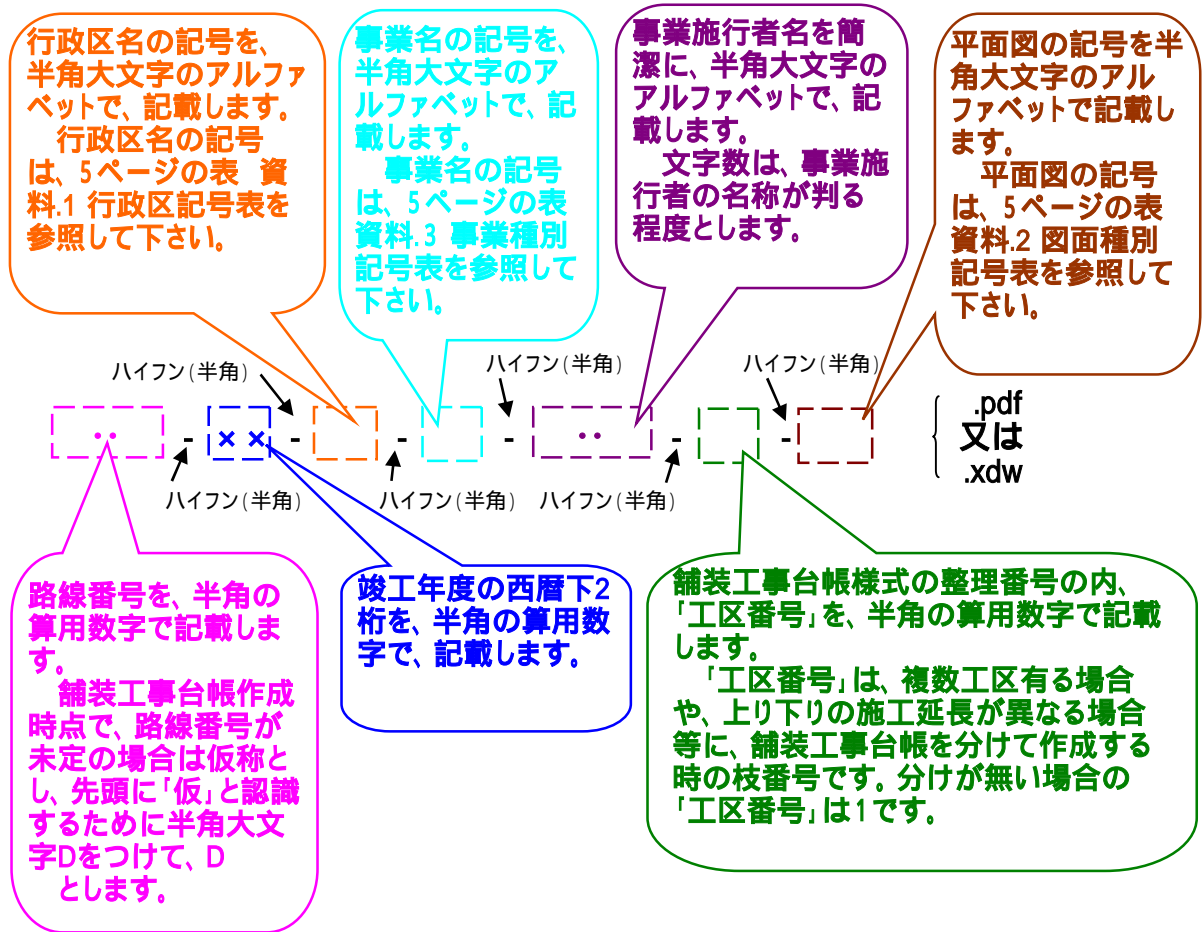 行政区名の記号を、
半角大文字のアルファ
ベットで、記載します。
　行政区名の記号
は、5ページの表　資
料.1 行政区記号表を
参照して下さい。
事業名の記号を、
半角大文字のア
ルファベットで、記
載します。
　事業名の記号
は、5ページの表
資料.3 事業種別
記号表を参照して
下さい。
事業施行者名を簡
潔に、半角大文字の
アルファベットで、記
載します。
　文字数は、事業施
行者の名称が判る
程度とします。
平面図の記号を半
角大文字のアル
ファベットで記載し
ます。
　平面図の記号
は、5ページの表
資料.2 図面種別
記号表を参照して
下さい。
ハイフン(半角)
ハイフン(半角)
ハイフン(半角)
‥ - ×× - - - ‥ - -
.pdf
又は
.xdw
ハイフン(半角)
ハイフン(半角)
ハイフン(半角)
路線番号を、半角の
算用数字で記載しま
す。
　舗装工事台帳作成
時点で、路線番号が
未定の場合は仮称と
し、先頭に「仮」と認識
するために半角大文
字Dをつけて、D
　とします。
竣工年度の西暦下2
桁を、半角の算用数
字で、記載します。
舗装工事台帳様式の整理番号の内、
「工区番号」を、半角の算用数字で記載
します。
　「工区番号」は、複数工区有る場合
や、上り下りの施工延長が異なる場合
等に、舗装工事台帳を分けて作成する
時の枝番号です。分けが無い場合の
「工区番号」は1です。